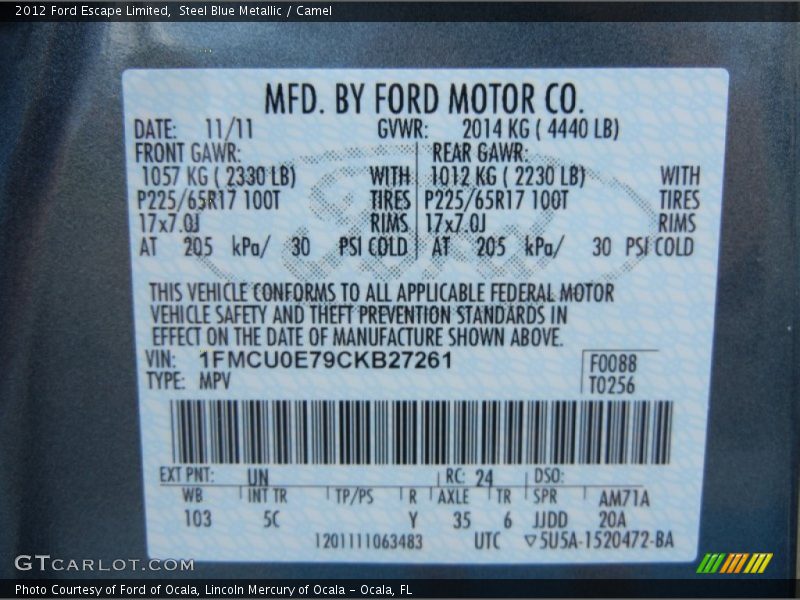 2012 Ford Escape Limited, Steel Blue Metallic / Camel
MFD. BY FORD MOTOR CO.
DATE: 11/11 GVWR: 2014 KG ( 4440 LB)
FRONT GAWR: REAR GAWR:
1057 KG ( 2330 LB) WITH 1012 KG ( 2230 LB) WITH
P225/65R17 100T TIRES P225/65R17 100T TIRES
17x7.0J RIMS 17x7.0J RIMS
AT 205 kPa/ 30 PSI COLD AT 205 kPa/ 30 PSI COLD
THIS VEHICLE CONFORMS TO ALL APPLICABLE FEDERAL MOTOR
VEHICLE SAFETY AND THEFT PREVENTION STANDARDS IN
EFFECT ON THE DATE OF MANUFACTURE SHOWN ABOVE.
VIN: 1FMCU0E79CKB27261 F0088
TYPE: MPV T0256
EXT PNT: UN RC: 24 DSO:
WB INT TR TP/PS R AXLE TR SPR AM71A
103 5C Y 35 6 JJDD 20A
1201111063483 UTC ▽5U5A-1520472-BA
GTCARLOT.COM
Photo Courtesy of Ford of Ocala, Lincoln Mercury of Ocala – Ocala, FL